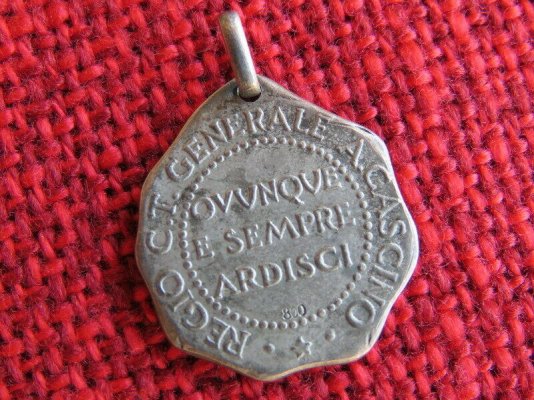 REGIO C.T. GENERALE A. CASCINO
OVUNQUE
E SEMPRE
ARDISCI
800